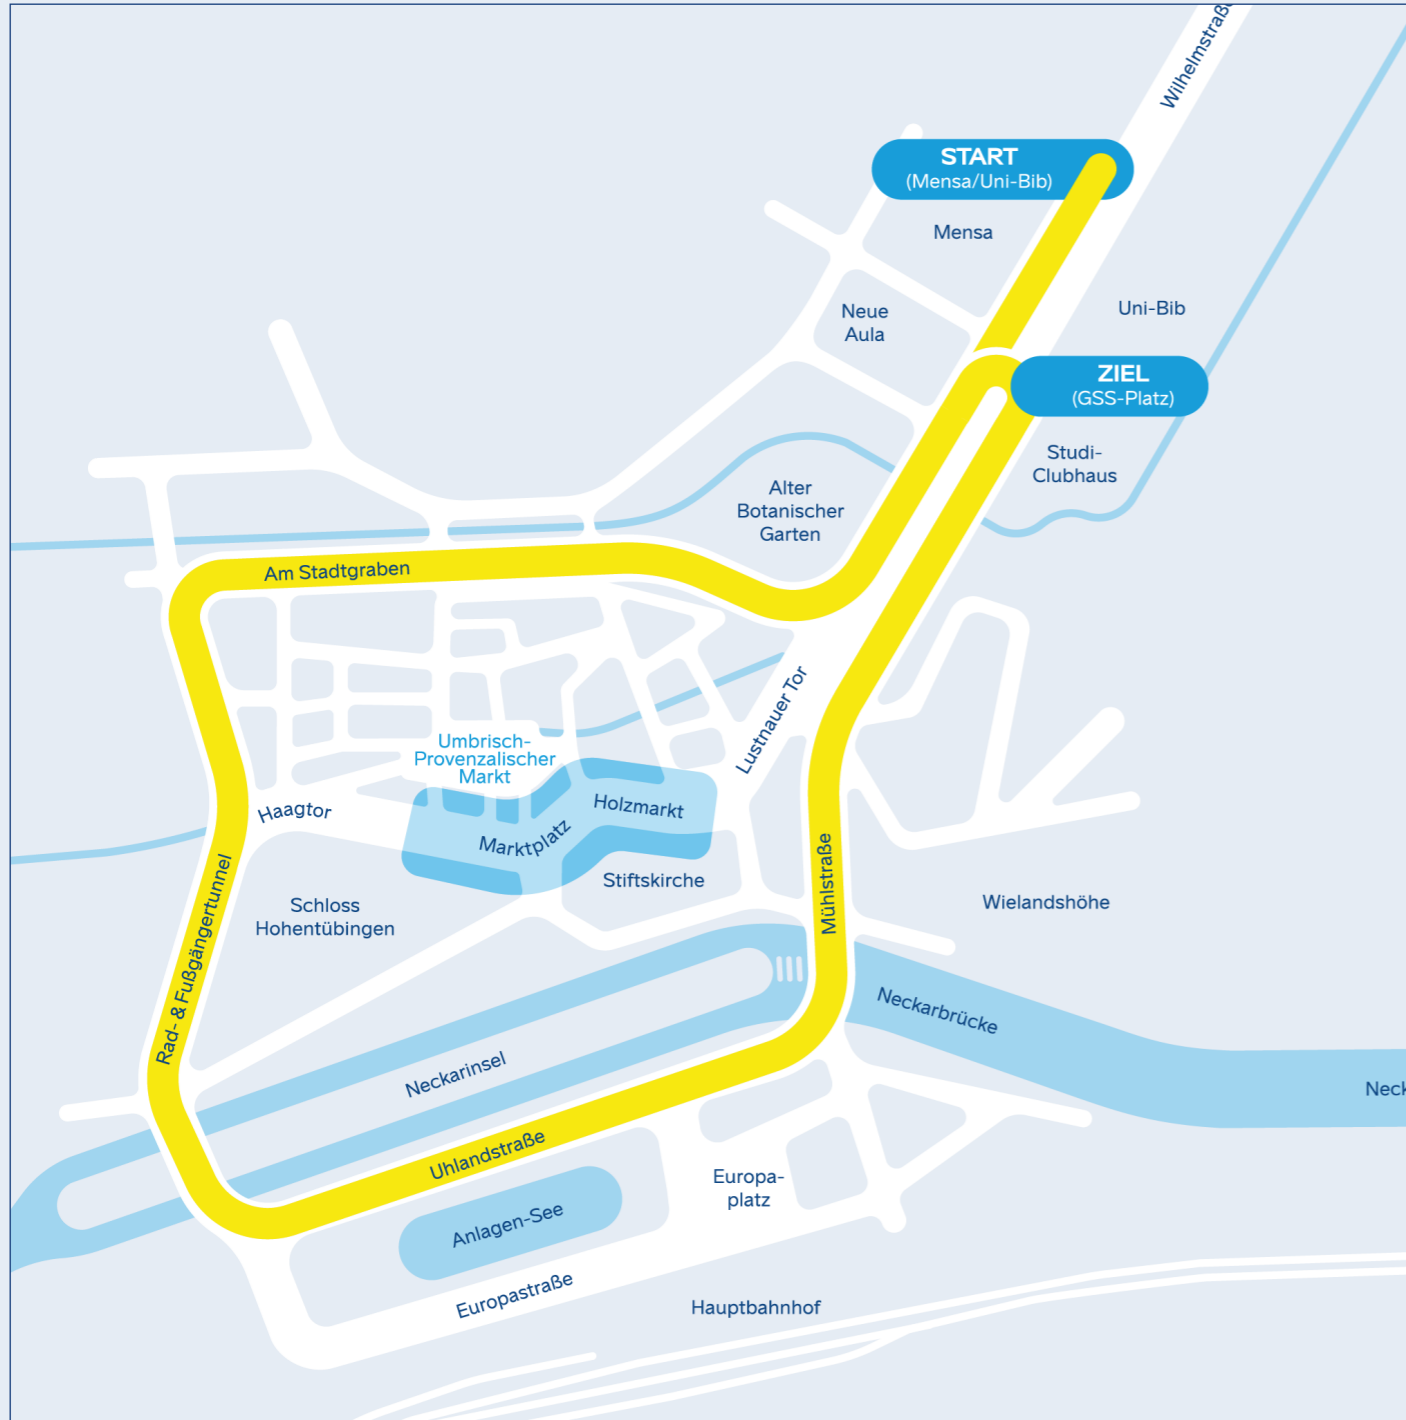 Wilhelmstraße
START
(Mensa/Uni-Bib)
Mensa
Neue
Aula
Uni-Bib
ZIEL
(GSS-Platz)
Studi-
Clubhaus
Alter
Botanischer
Garten
Am Stadtgraben
Lustnauer Tor
Umbrisch-
Provenzalischer
Markt
Haagtor
Holzmarkt
Marktplatz
Stiftskirche
Mühlstraße
Schloss
Hohentübingen
Wielandshöhe
Rad- & Fußgängertunnel
Neckarbrücke
Neckarinsel
Neck
Uhlandstraße
Europa-
platz
Anlagen-See
Europastraße
Hauptbahnhof